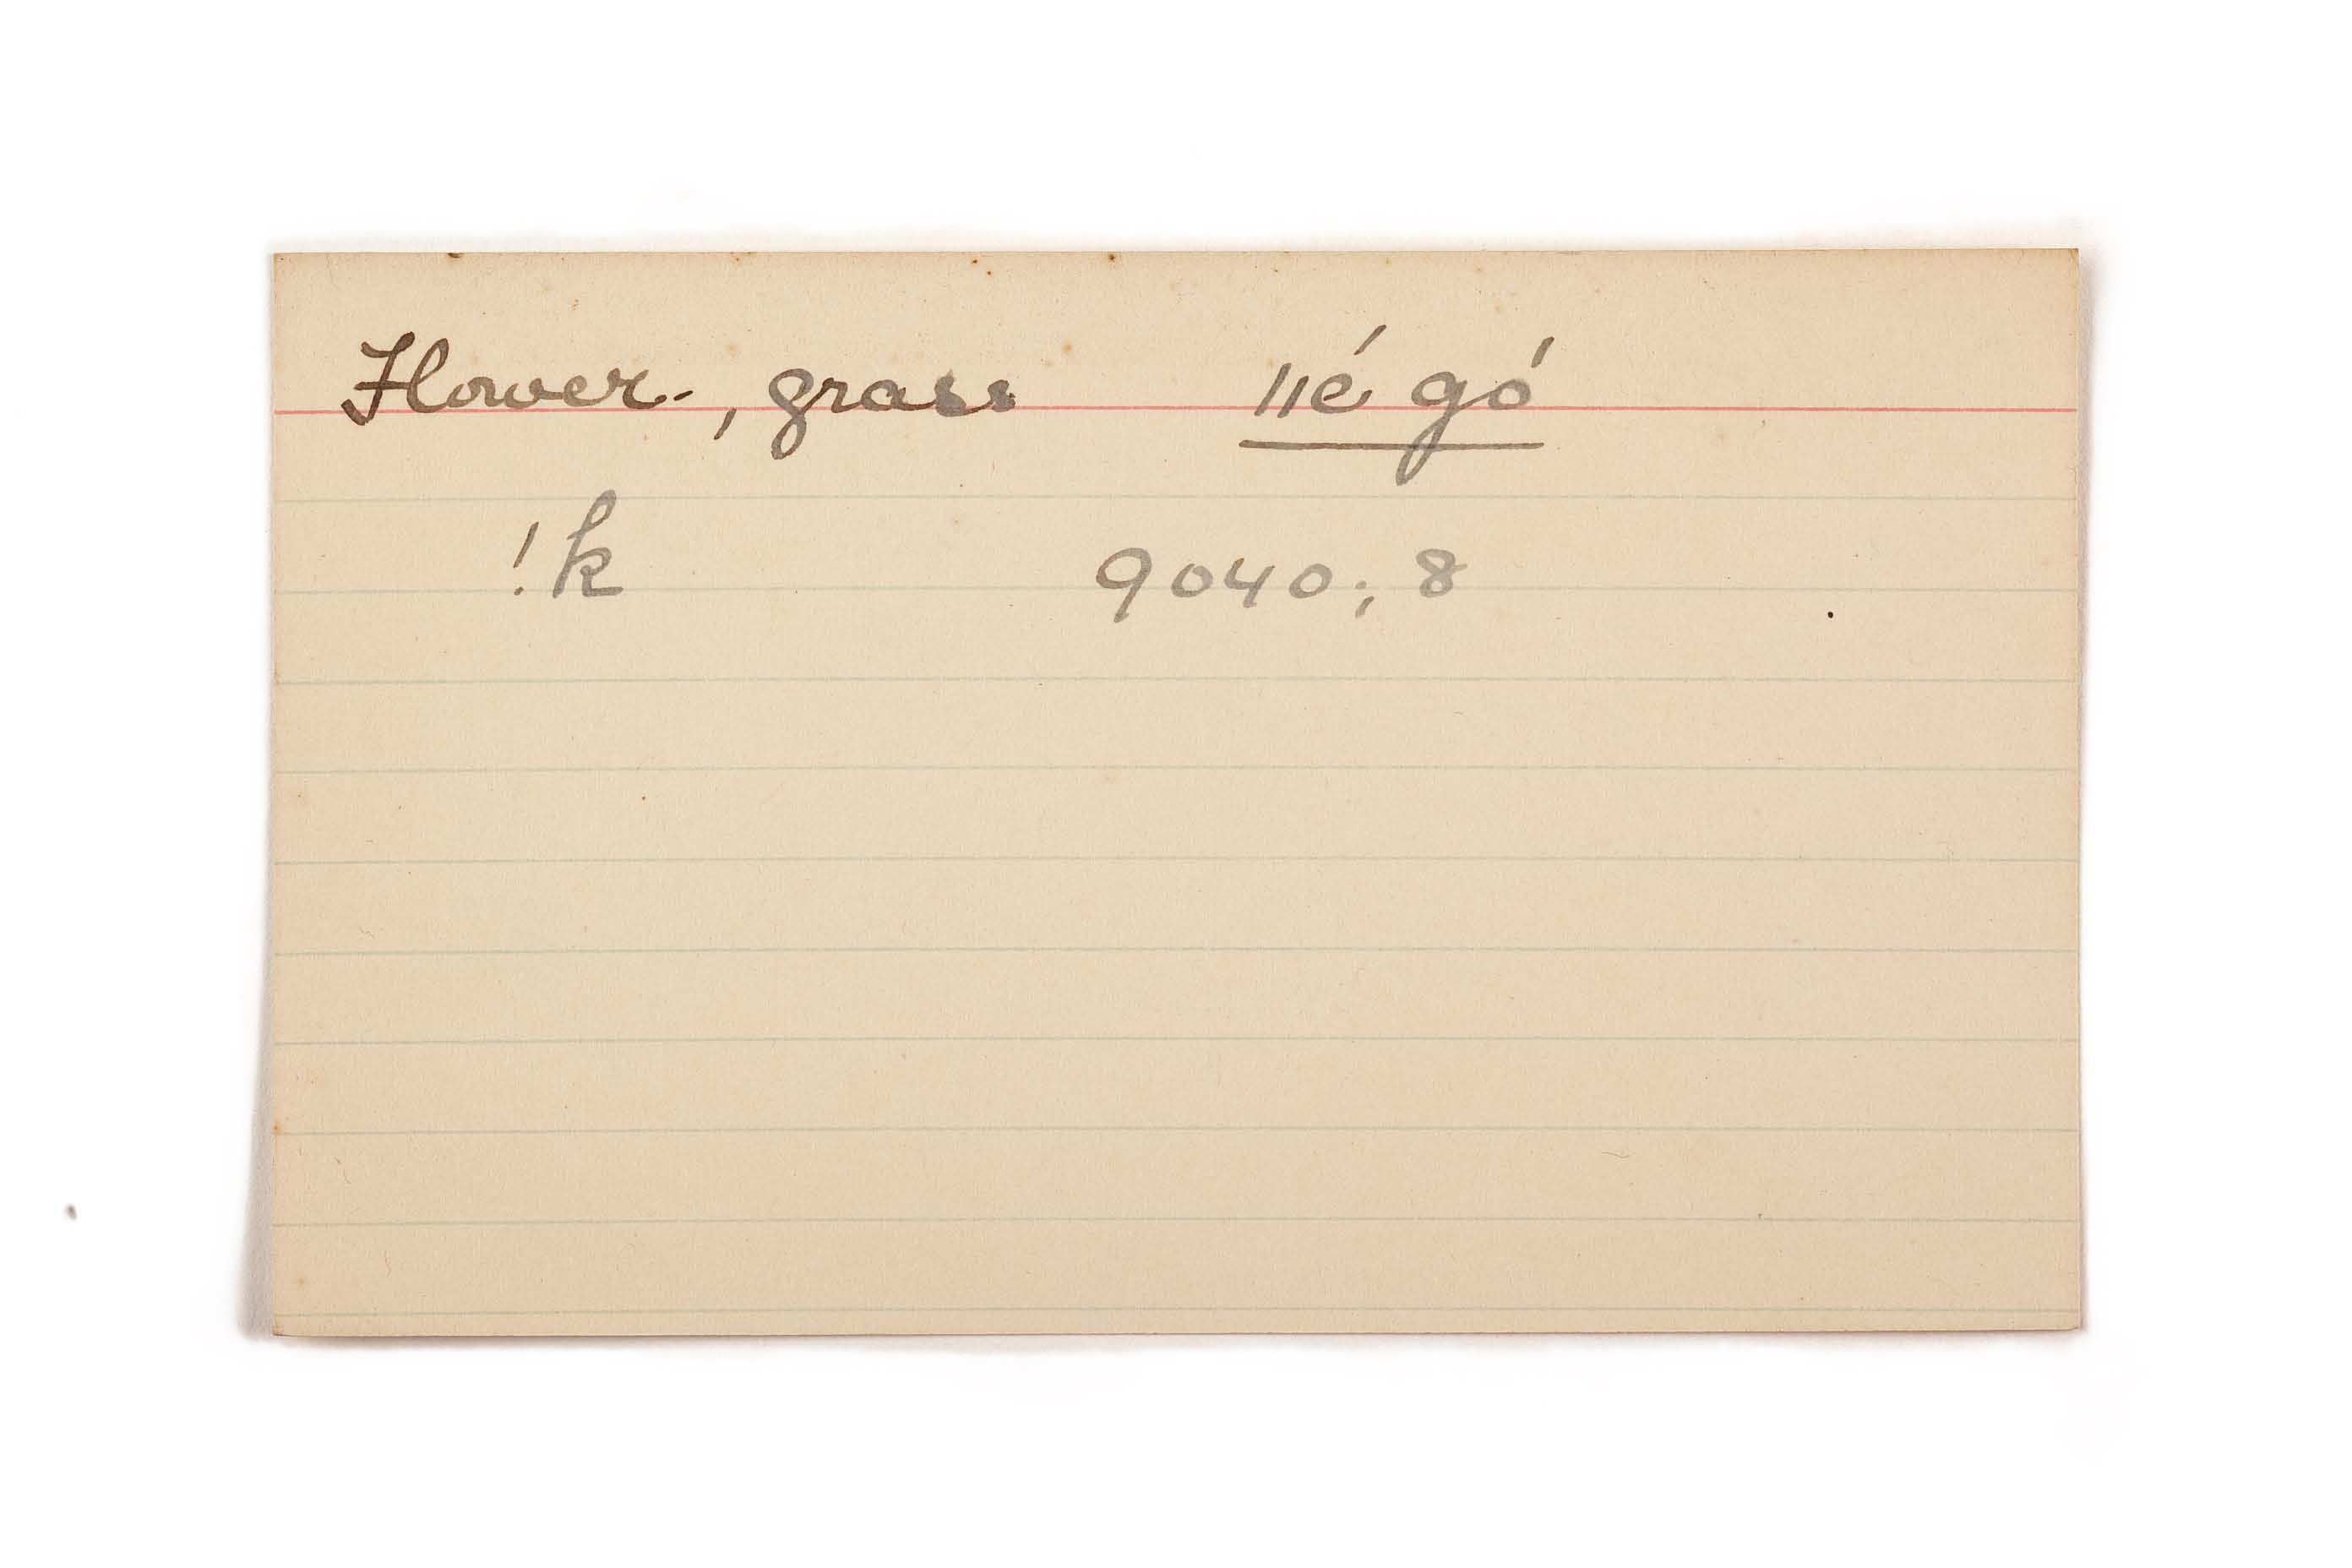 Flower, grass ǁé gó
!k 9040; 8